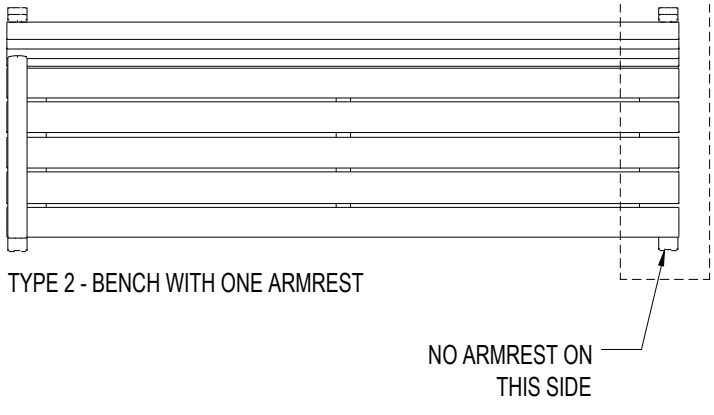 TYPE 2 - BENCH WITH ONE ARMREST
NO ARMREST ON
THIS SIDE